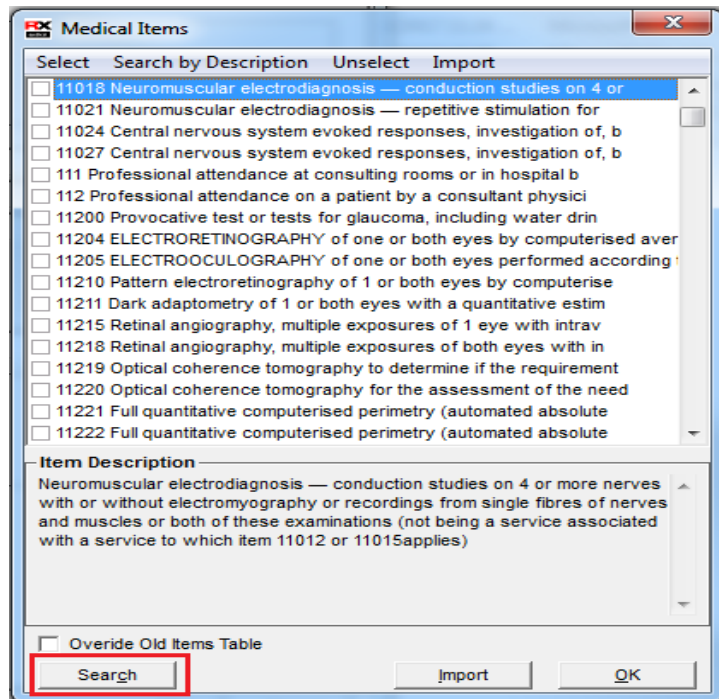 RX Medical Items
Select Search by Description Unselect Import
11018 Neuromuscular electrodiagnosis — conduction studies on 4 or
11021 Neuromuscular electrodiagnosis — repetitive stimulation for
11024 Central nervous system evoked responses, investigation of, b
11027 Central nervous system evoked responses, investigation of, b
111 Professional attendance at consulting rooms or in hospital b
112 Professional attendance on a patient by a consultant physici
11200 Provocative test or tests for glaucoma, including water drin
11204 ELECTRORETINOGRAPHY of one or both eyes by computerised aver
11205 ELECTROOCULOGRAPHY of one or both eyes performed according
11210 Pattern electroretinography of 1 or both eyes by computerise
11211 Dark adaptometry of 1 or both eyes with a quantitative estim
11215 Retinal angiography, multiple exposures of 1 eye with intrav
11218 Retinal angiography, multiple exposures of both eyes with in
11219 Optical coherence tomography to determine if the requirement
11220 Optical coherence tomography for the assessment of the need
11221 Full quantitative computerised perimetry (automated absolute
11222 Full quantitative computerised perimetry (automated absolute
Item Description
Neuromuscular electrodiagnosis — conduction studies on 4 or more nerves
with or without electromyography or recordings from single fibres of nerves
and muscles or both of these examinations (not being a service associated
with a service to which item 11012 or 11015applies)
Overide Old Items Table
Search Import OK